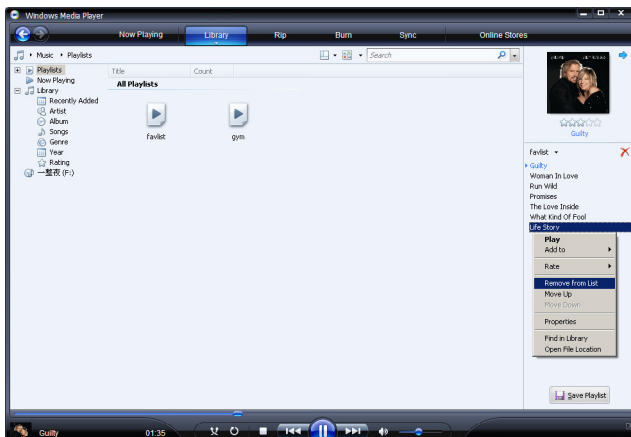 Windows Media Player
Now Playing Library Rip Burn Sync Online Stores
Music Playlists
Search
Playlists
Now Playing
Library
Recently Added
Artist
Album
Songs
Genre
Year
Rating
一整夜 (F:)
Title Count
All Playlists
favlist gym
Guilty
favlist
Guilty
Woman In Love
Run Wild
Promises
The Love Inside
What Kind Of Fool
Life Story
Play
Add to
Rate
Remove from List
Move Up
Move Down
Properties
Find in Library
Open File Location
Save Playlist
Guilty 01:35